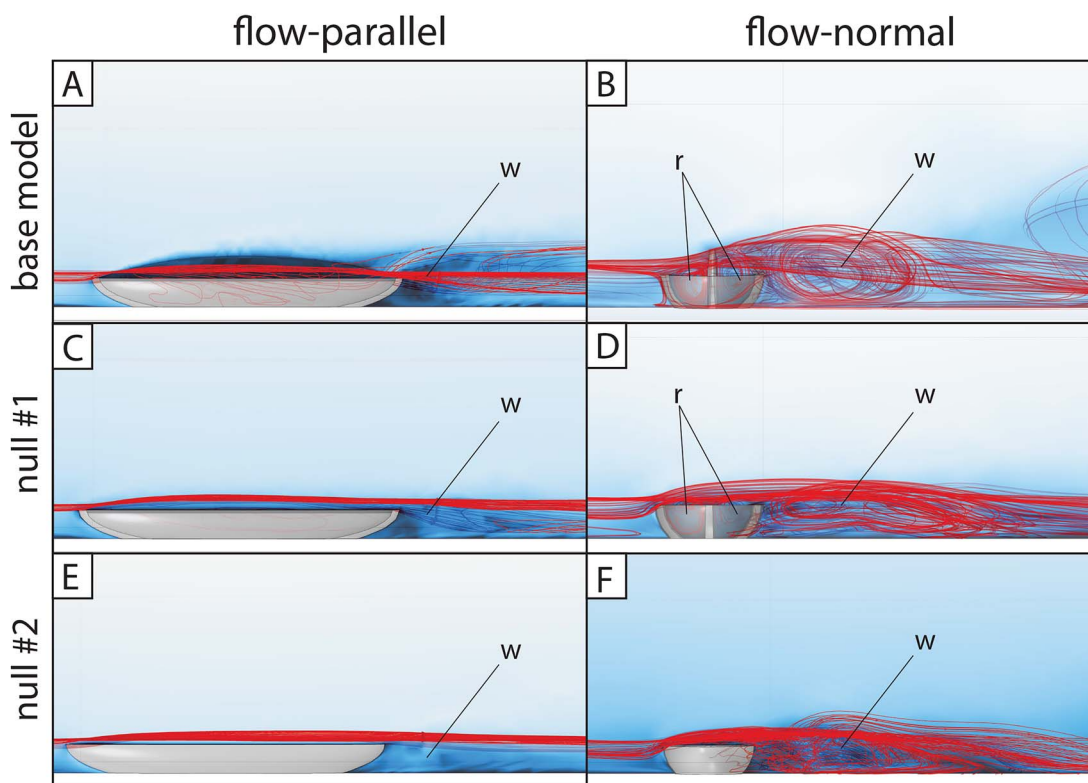 flow-parallel
flow-normal
base model
A
w
B
r
w
null #1
C
w
D
r
w
null #2
E
w
F
w